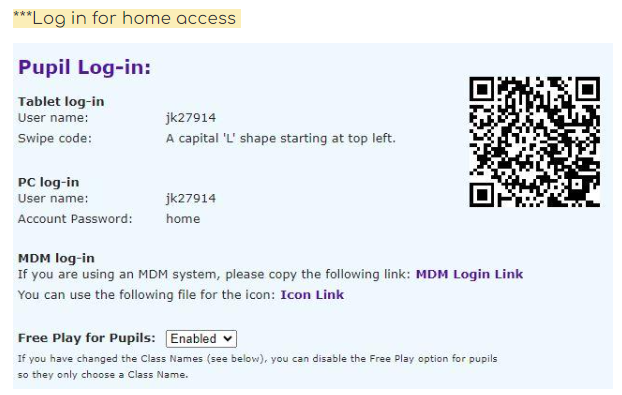 ***Log in for home access
Pupil Log-in:
Tablet log-in
User name: jk27914
Swipe code: A capital 'L' shape starting at top left.
PC log-in
User name: jk27914
Account Password: home
MDM log-in
If you are using an MDM system, please copy the following link: MDM Login Link
You can use the following file for the icon: Icon Link
Free Play for Pupils: Enabled
If you have changed the Class Names (see below), you can disable the Free Play option for pupils
so they only choose a Class Name.